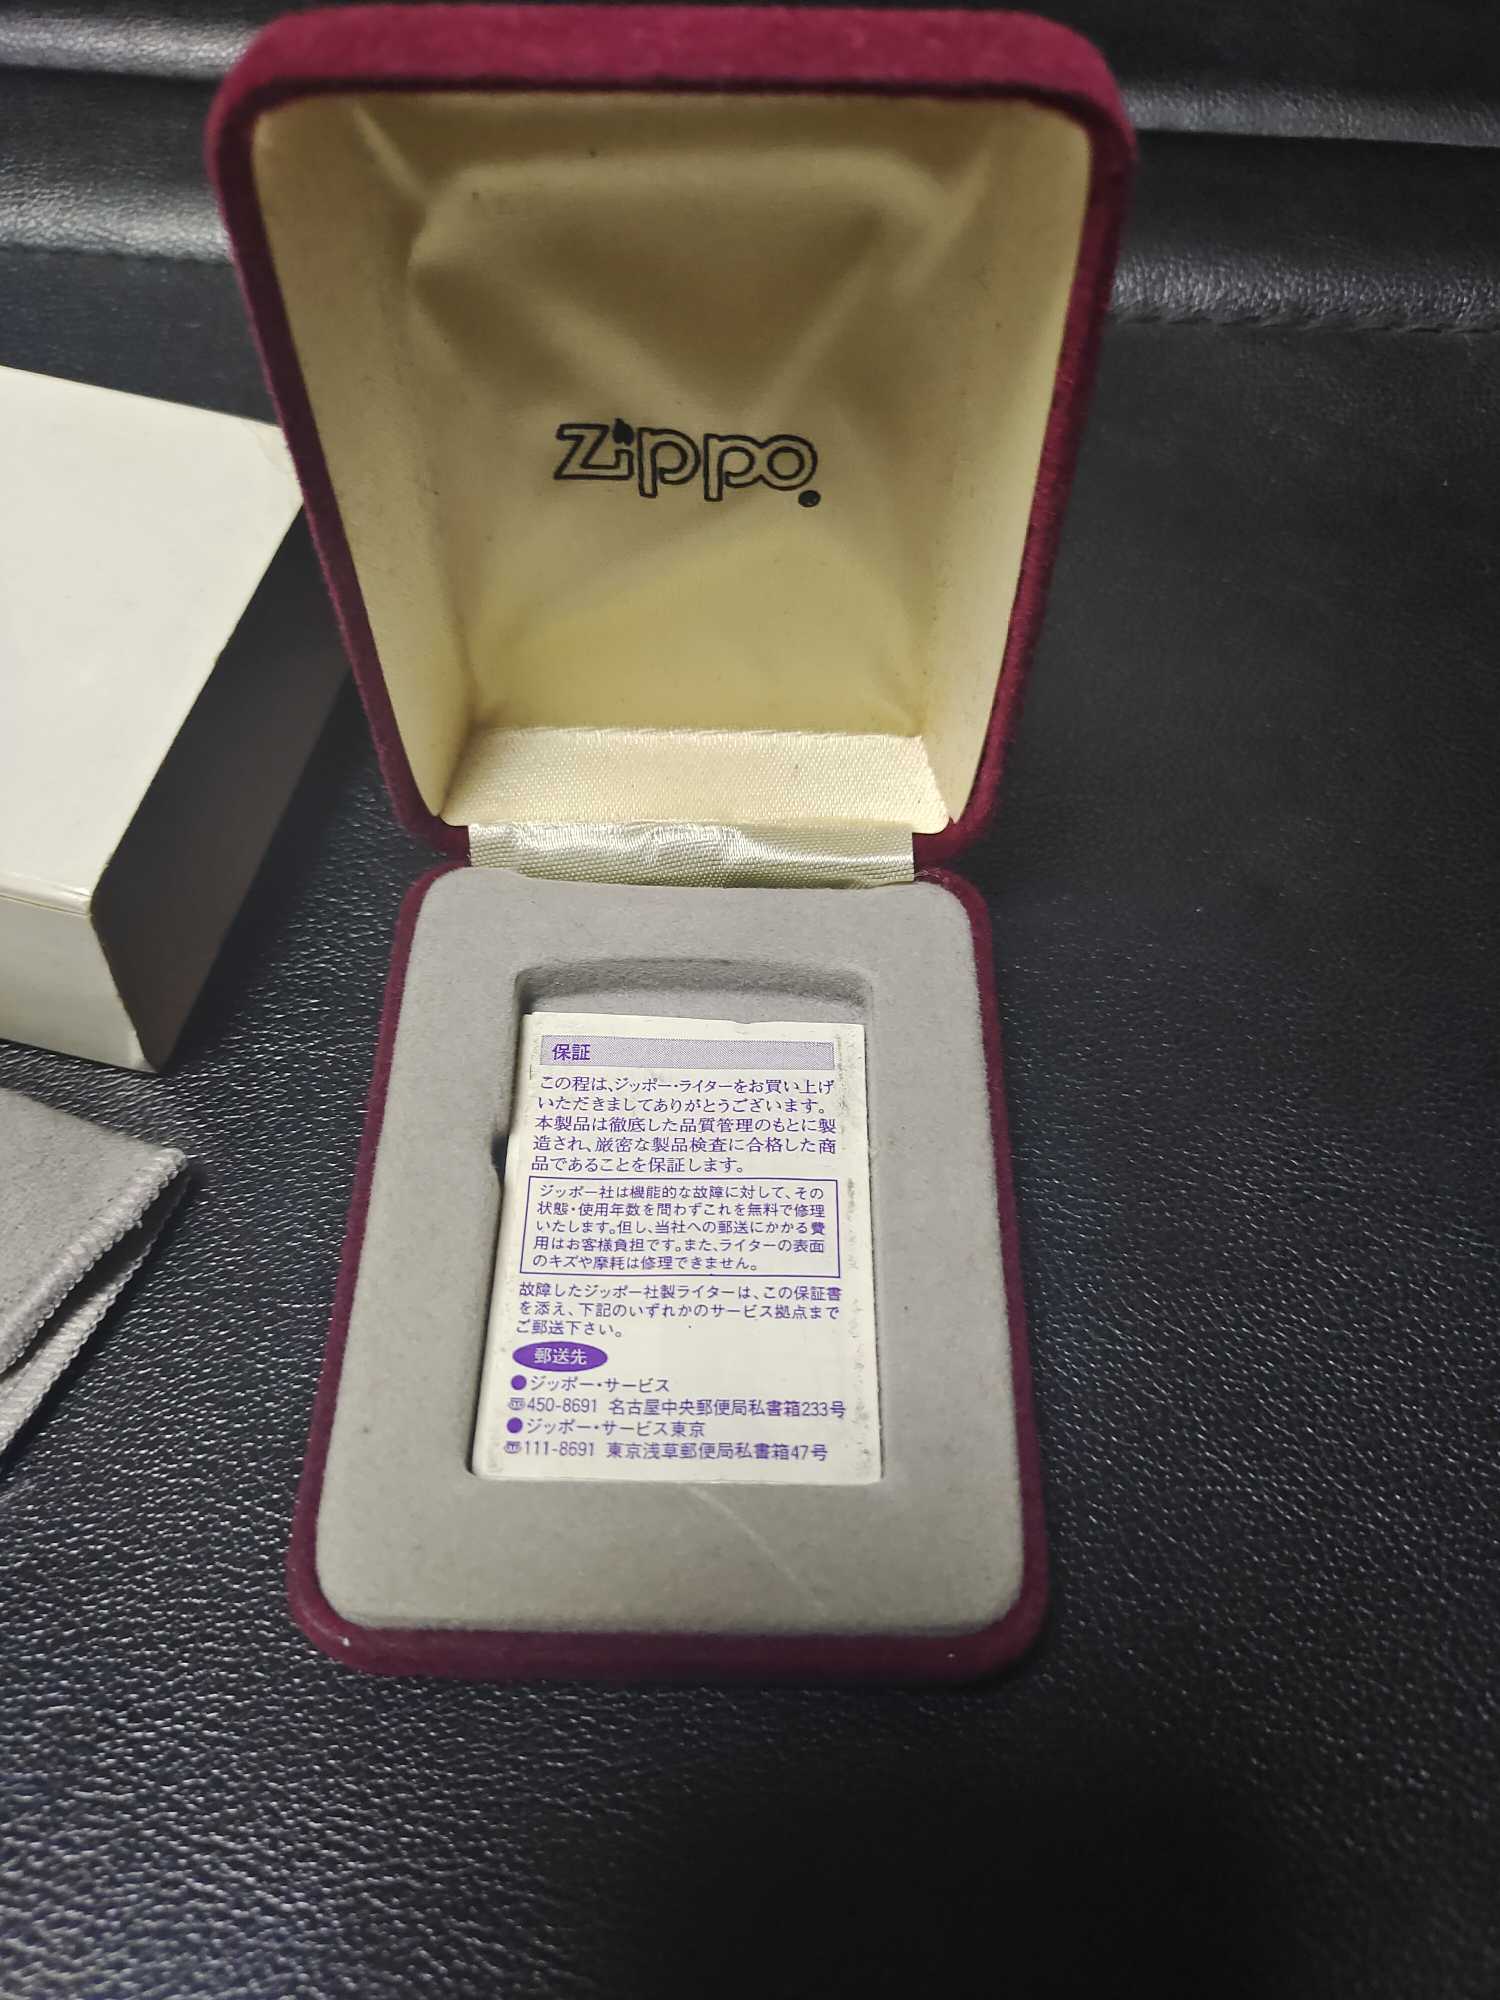 Zippo
保証
この程は、ジッポー・ライターをお買い上げ
いただきましてありがとうございます。
本製品は徹底した品質管理のもとに製
造され、厳密な製品検査に合格した商
品であることを保証します。
ジッポー社は機能的な故障に対して、その
状態・使用年数を問わずこれを無料で修理
いたします。但し、当社への郵送にかかる費
用はお客様負担です。また、ライターの表面
のキズや摩耗は修理できません。
故障したジッポー社製ライターは、この保証書
を添え、下記のいずれかのサービス拠点まで
ご郵送下さい。
郵送先
●ジッポー・サービス
〠450-8691 名古屋中央郵便局私書箱233号
●ジッポー・サービス東京
〠111-8691 東京浅草郵便局私書箱47号